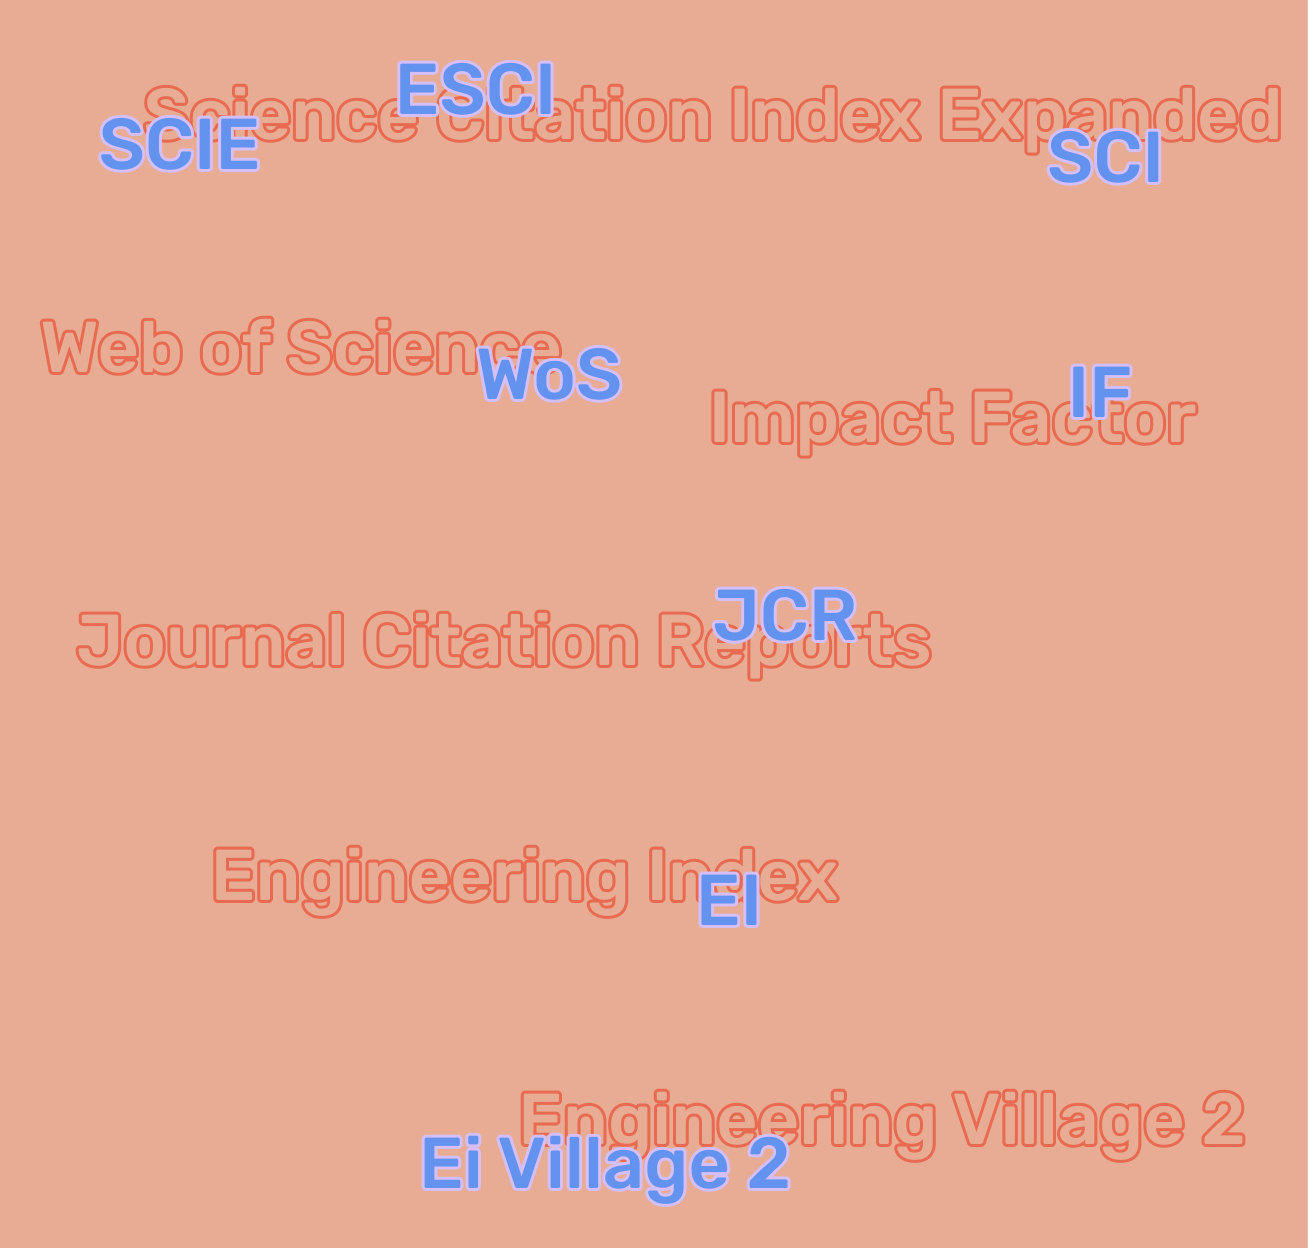 ESCI
Science Citation Index Expanded
SCIE
SCI
Web of Science
WoS
IF
Impact Factor
JCR
Journal Citation Reports
Engineering Index
EI
Engineering Village 2
Ei Village 2